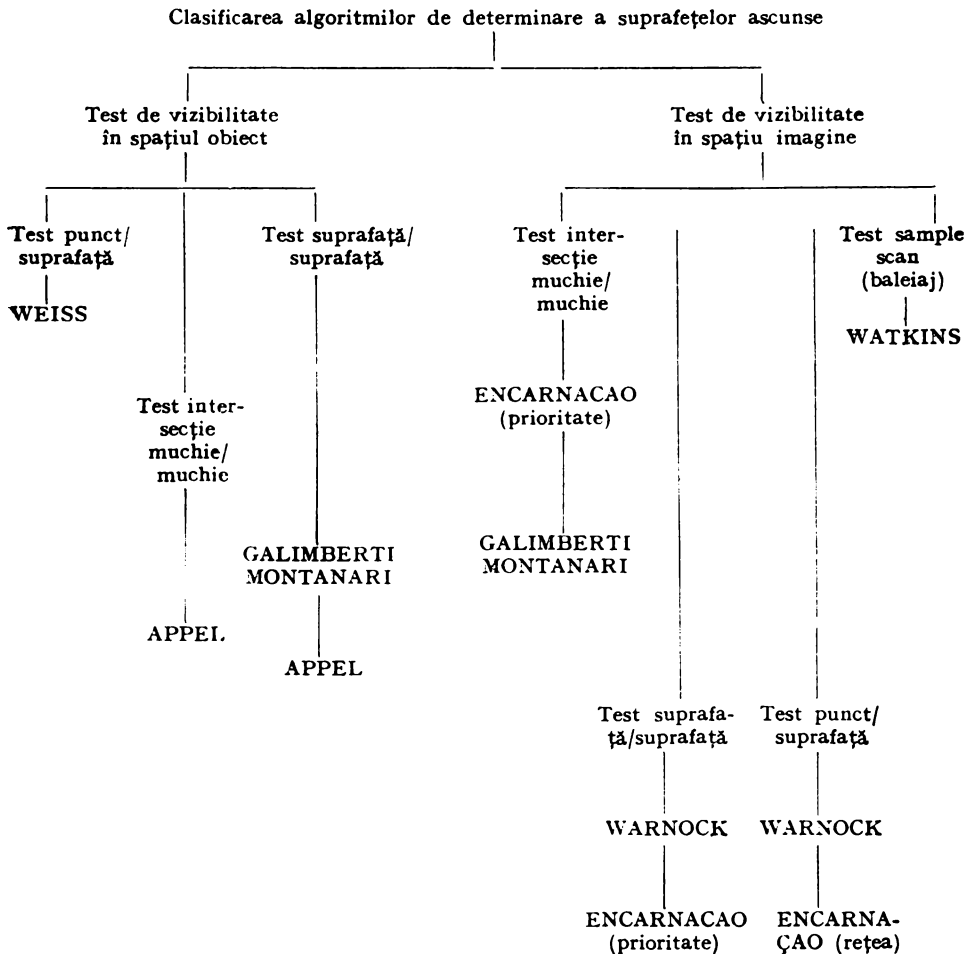 Clasificarea algoritmilor de determinare a suprafețelor ascunse
Test de vizibilitate
în spațiul obiect
Test de vizibilitate
în spațiu imagine
Test punct/
suprafață
WEISS
Test inter-
secție
muchie/
muchie
APPEL
Test suprafață/
suprafață
GALIMBERTI
MONTANARI
APPEL
Test inter-
secție
muchie/
muchie
ENCARNACAO
(prioritate)
GALIMBERTI
MONTANARI
Test suprafa-
ță/suprafață
WARNOCK
ENCARNACAO
(prioritate)
Test punct/
suprafață
WARNOCK
ENCARNA-
ÇAO (rețea)
Test sample
scan
(baleiaj)
WATKINS